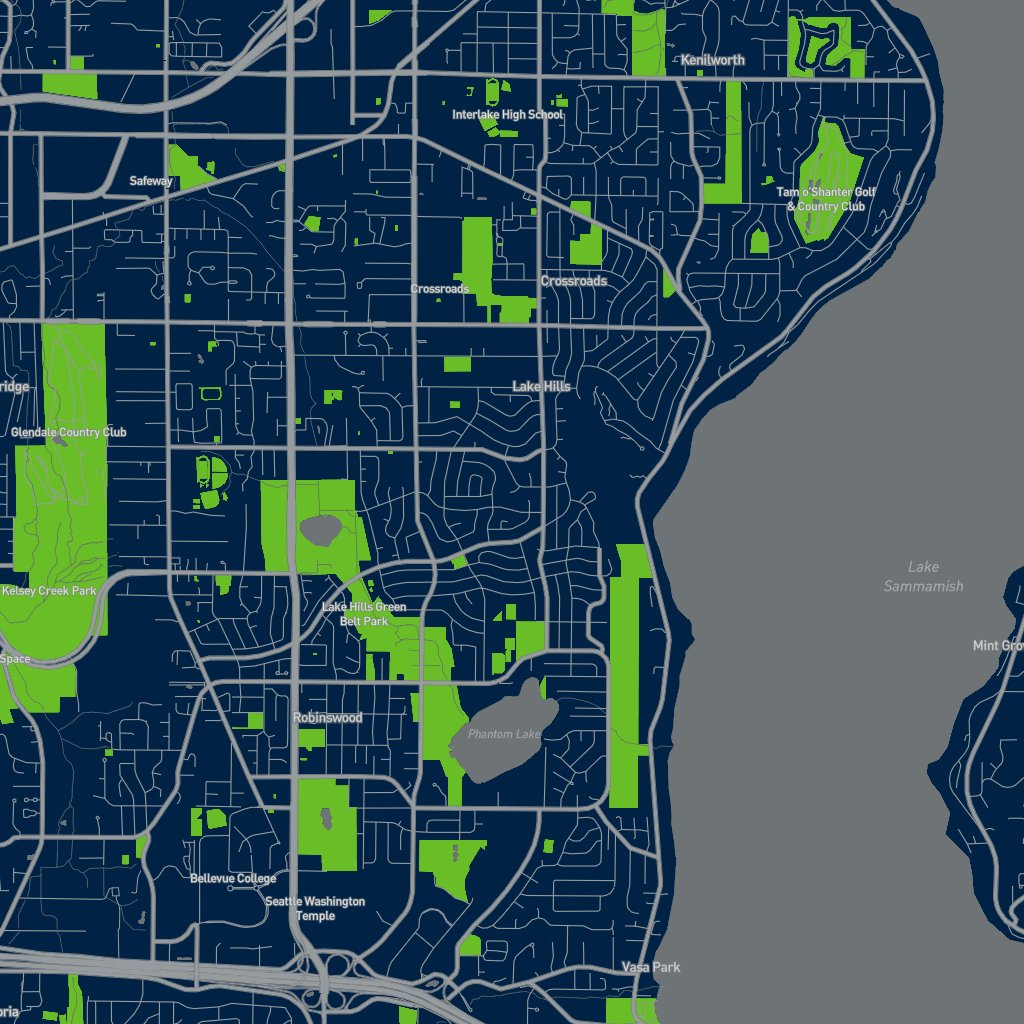 Kenilworth
Interlake High School
Safeway
Tam o'Shanter Golf
& Country Club
Crossroads
Crossroads
ridge
Lake Hills
Glendale Country Club
Lake
Sammamish
Kelsey Creek Park
Lake Hills Green
Belt Park
Mint Grov
Space
Robinswood
Phantom Lake
Bellevue College
Seattle Washington
Temple
Vasa Park
oria